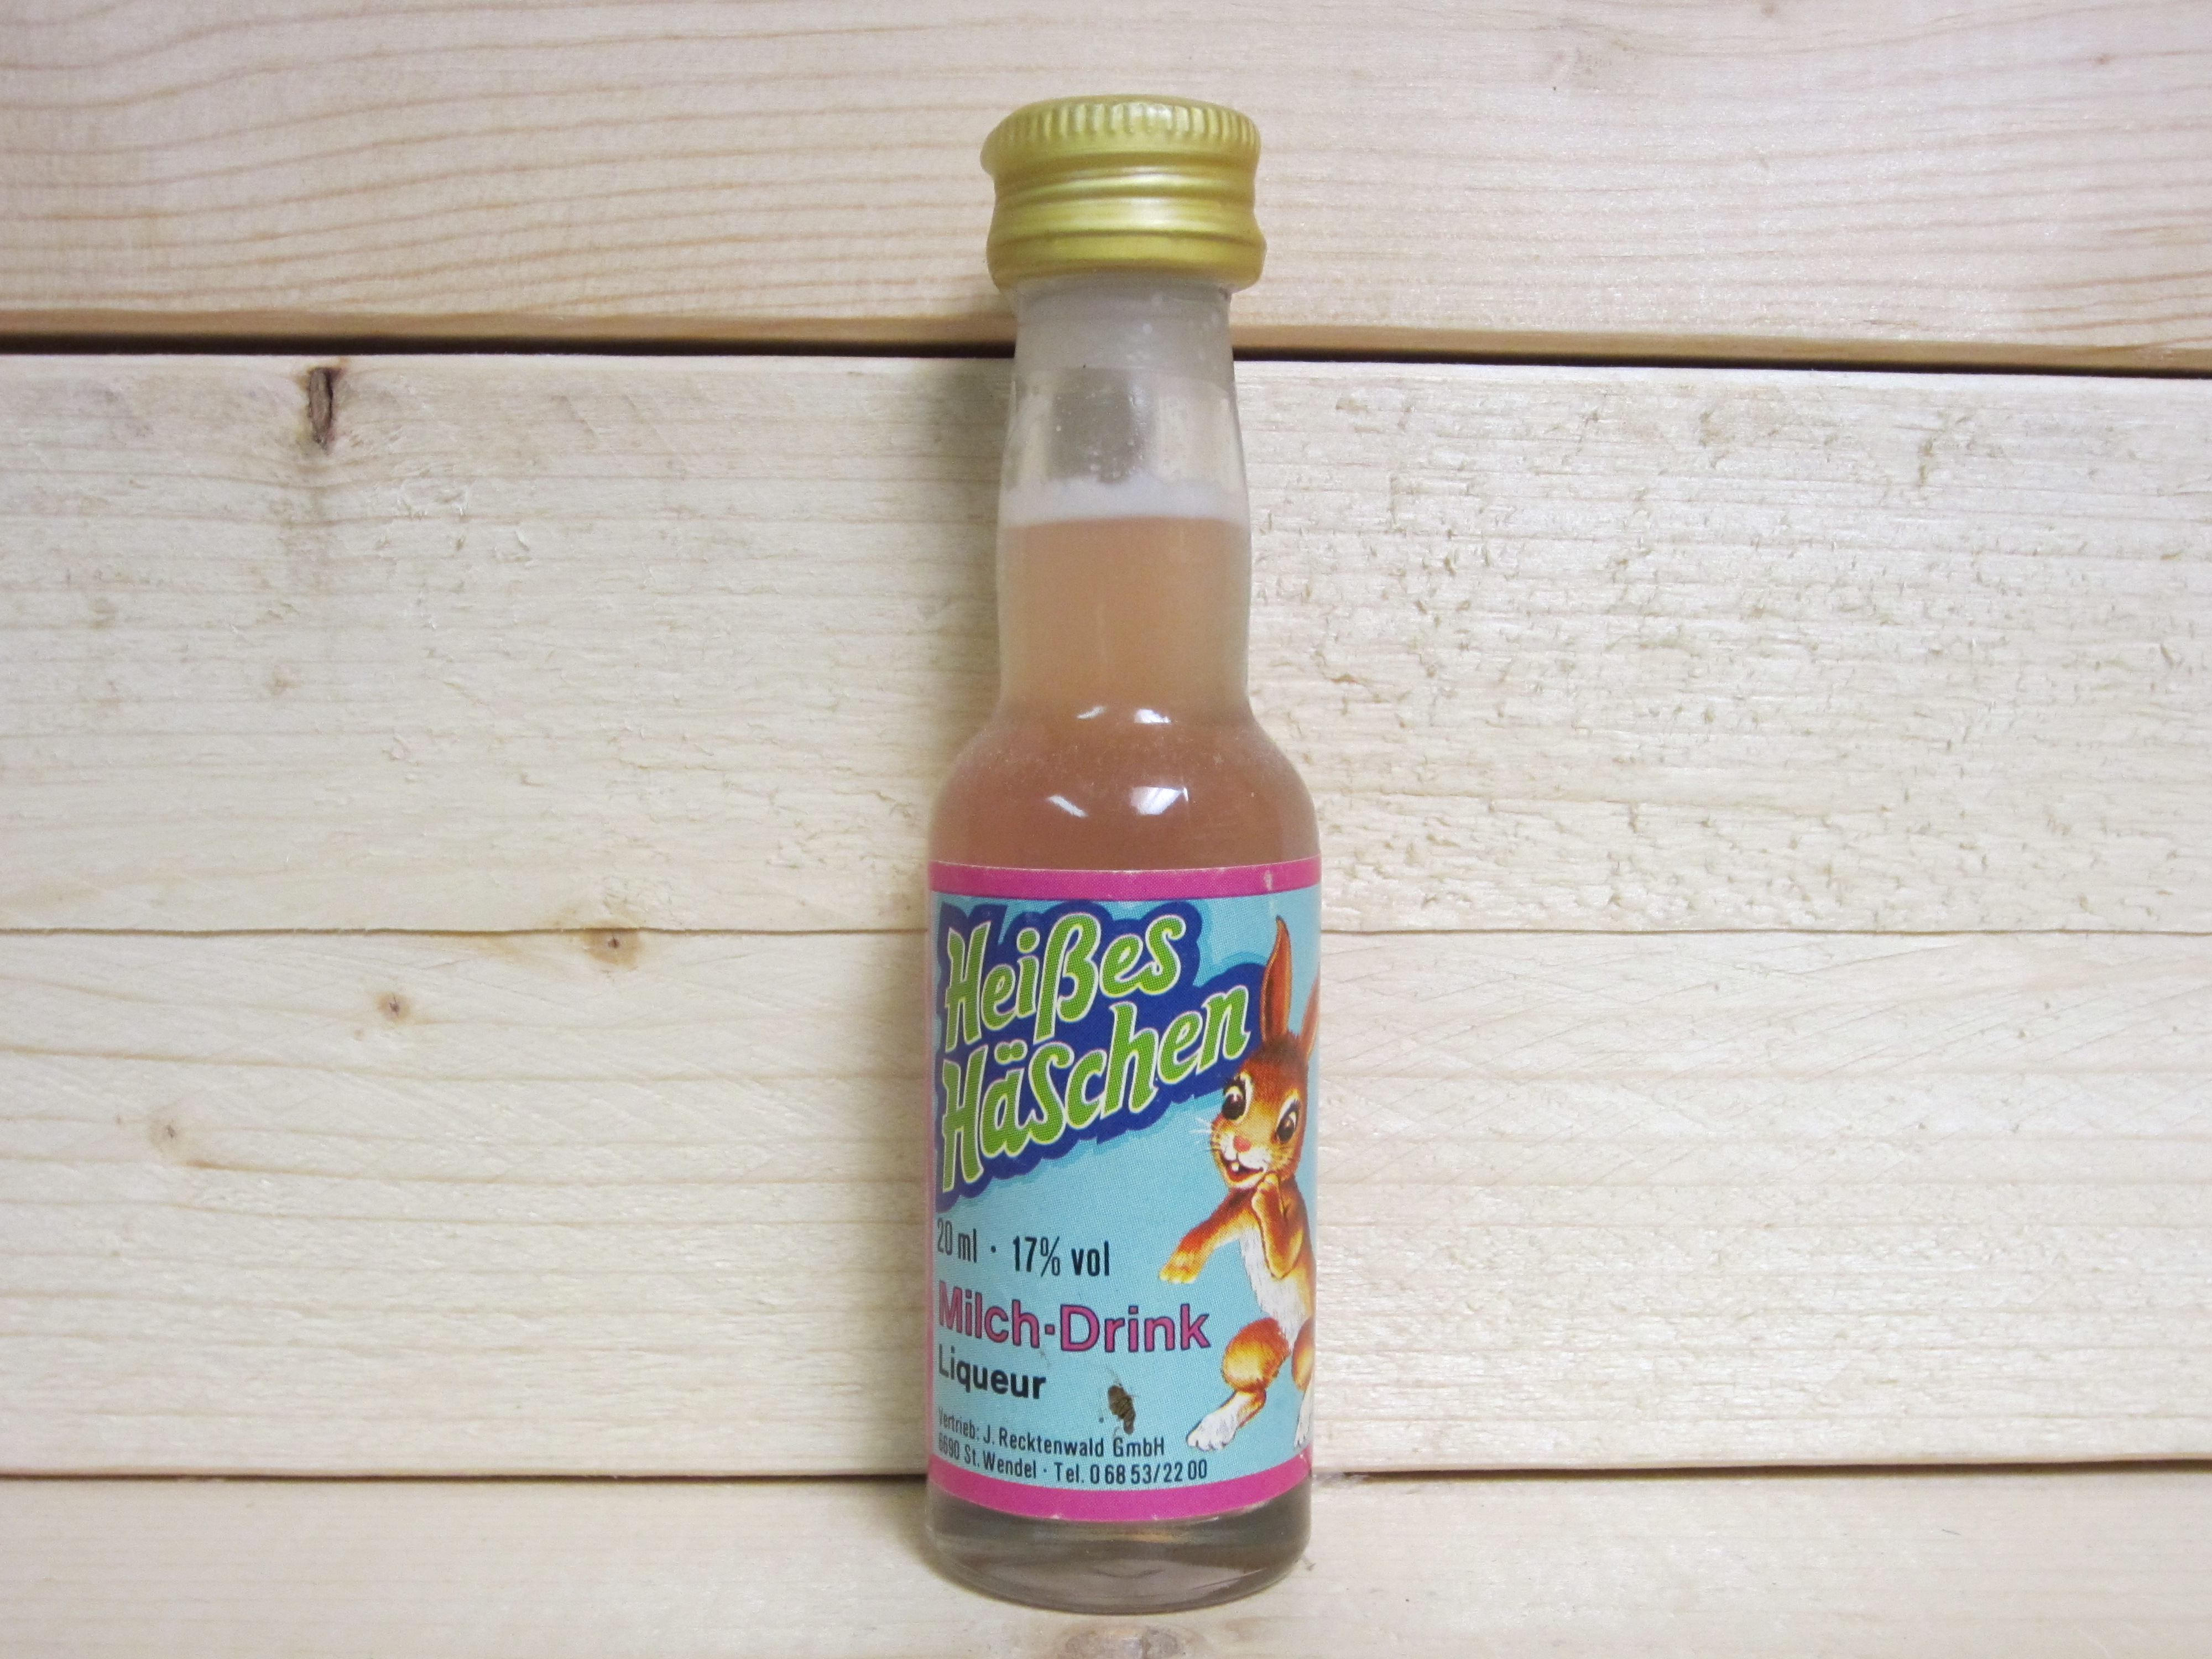 Heißes
Häschen
20 ml · 17% vol
Milch-Drink
Liqueur
Vertrieb: J. Recktenwald GmbH
6690 St. Wendel · Tel. 0 68 53/22 00